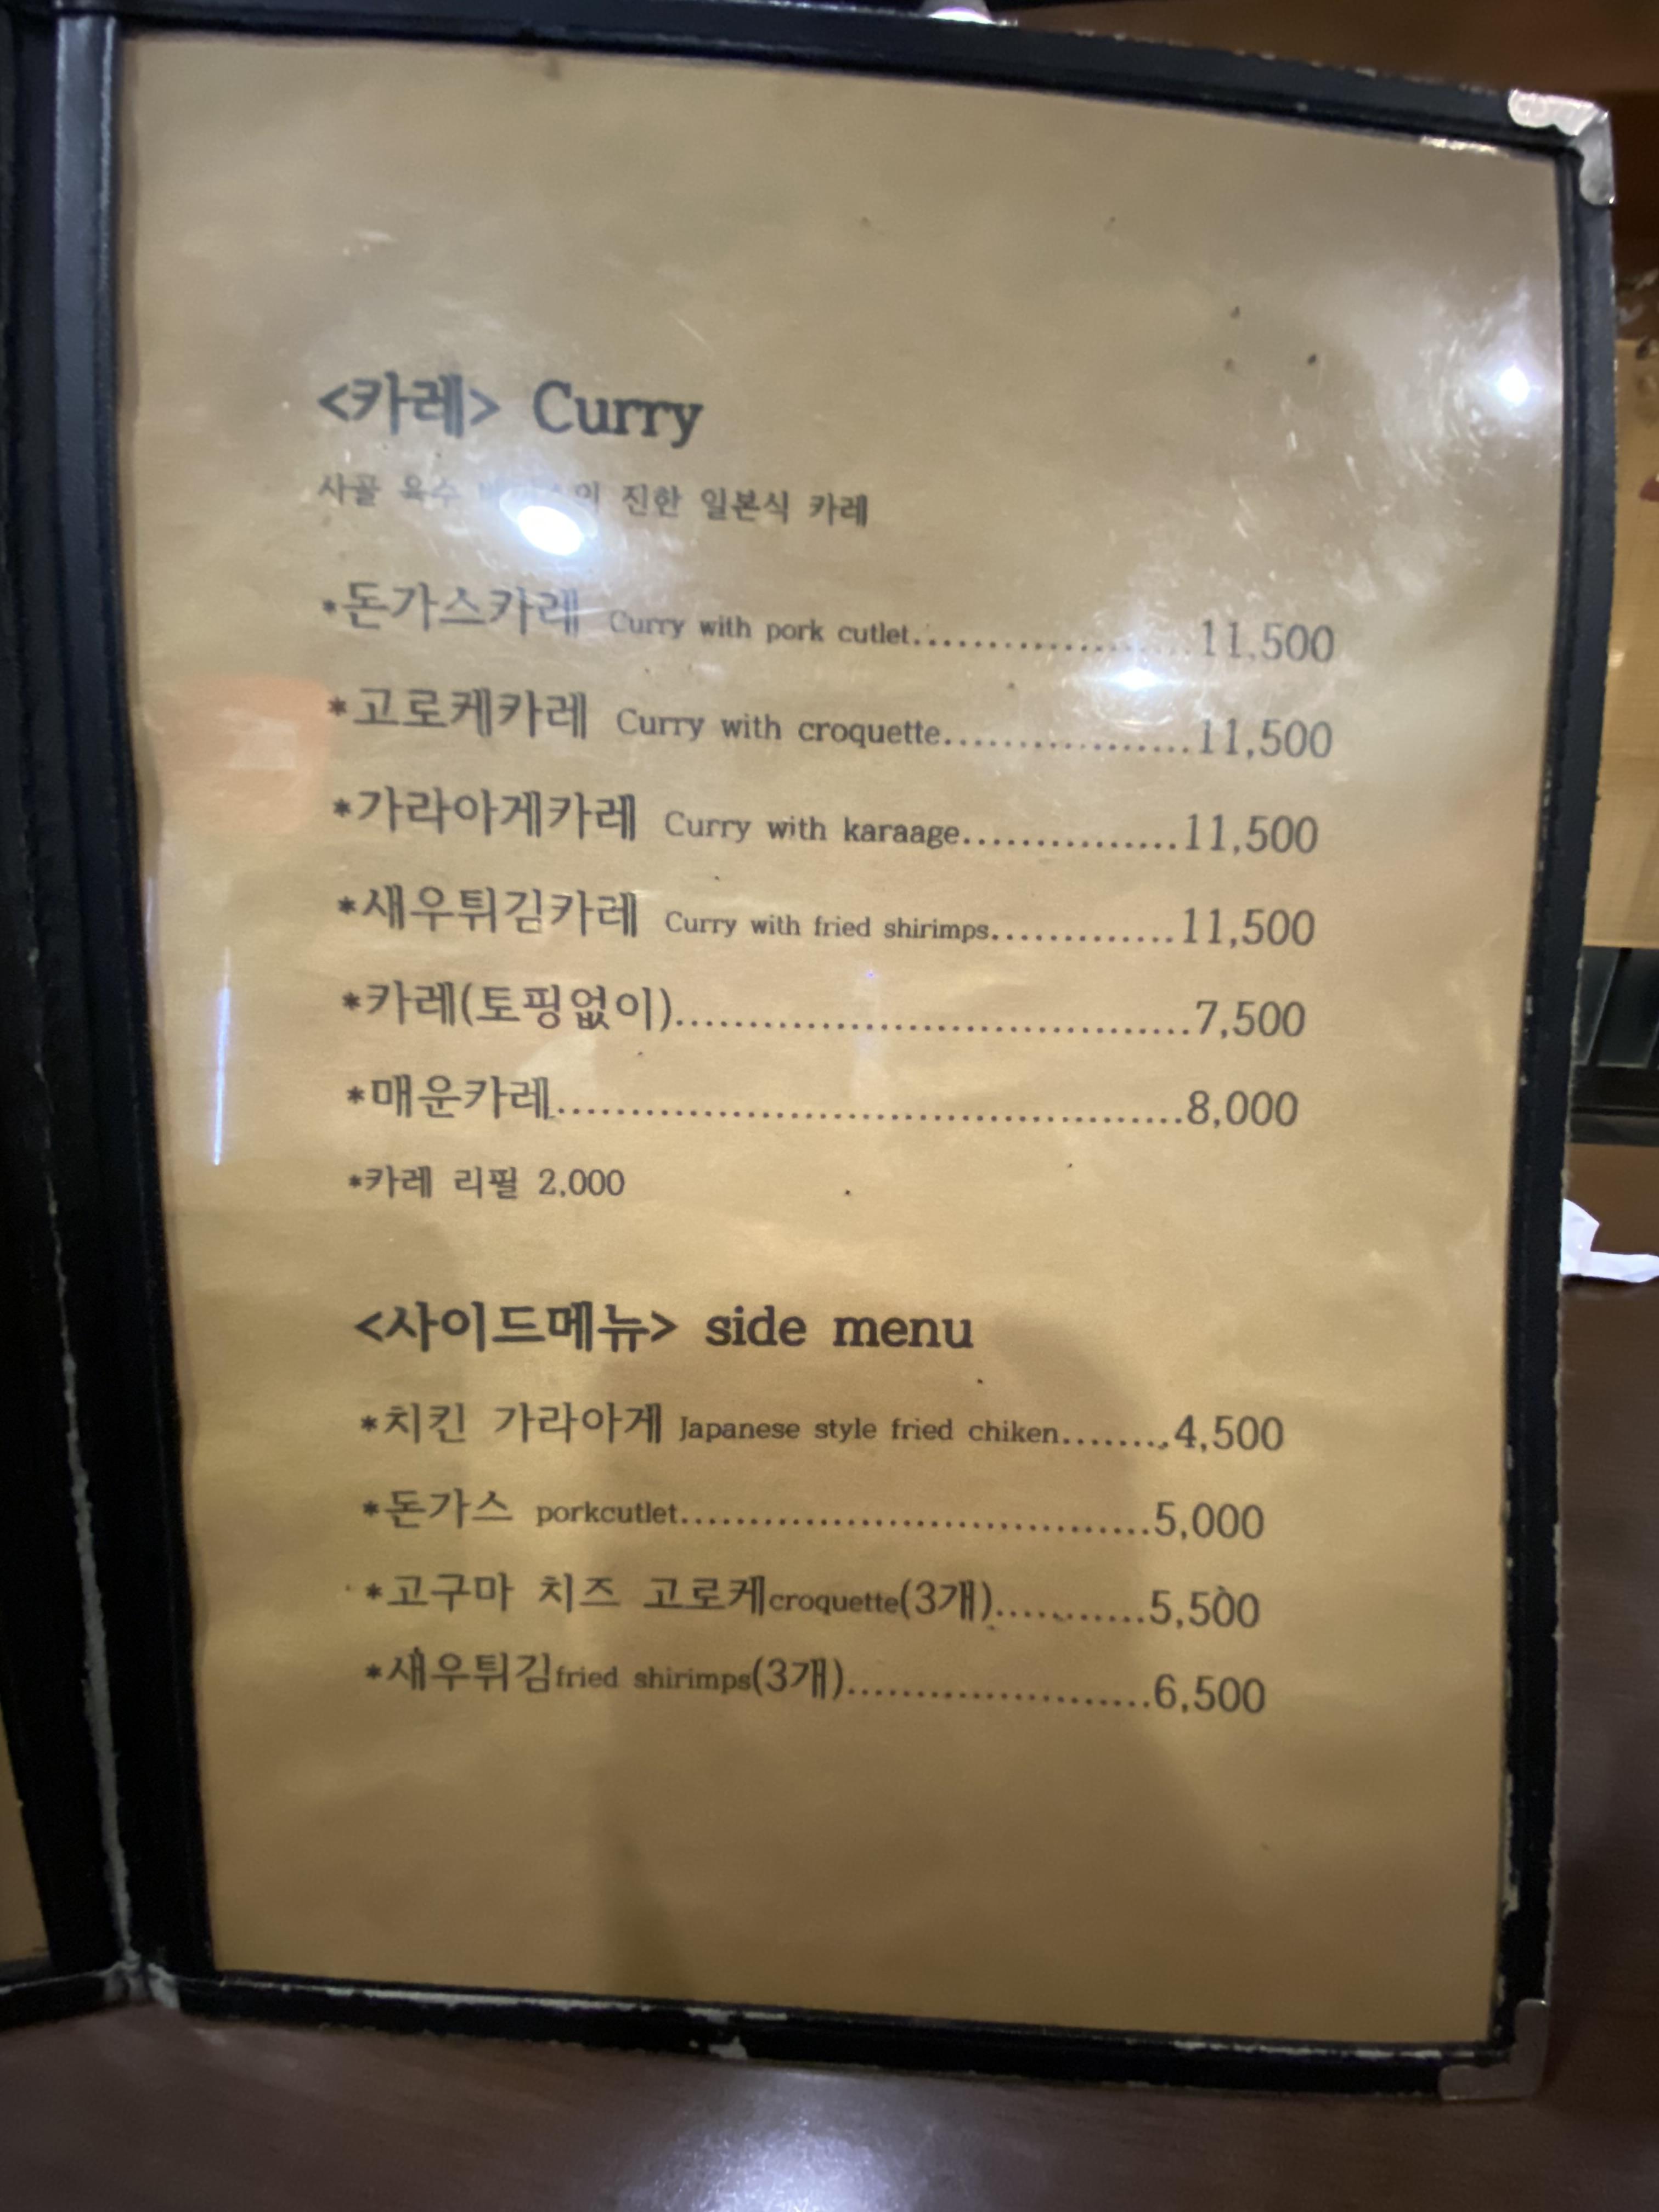 <카레> Curry
사골 육수 진한 일본식 카레
*돈가스카레 Curry with pork cutlet......................11,500
*고로케카레 Curry with croquette.................11,500
*가라아게카레 Curry with karaage...............11,500
*새우튀김카레 Curry with fried shirimps.............11,500
*카레(토핑없이)...................................7,500
*매운카레...........................................8,000
*카레 리필 2,000
<사이드메뉴> side menu
*치킨 가라아게 Japanese style fried chiken........4,500
*돈가스 porkcutlet..................................5,000
*고구마 치즈 고로케croquette(3개)...........5,500
*새우튀김fried shirimps(3개)......................6,500